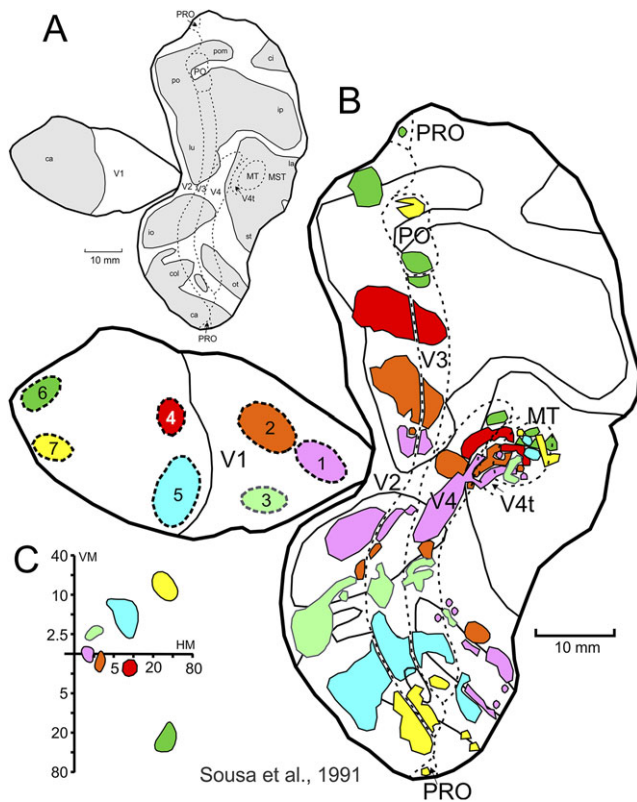 A
PRO
pom
PO
po
ci
ip
lu
ca
V1
V2 V3 V4
MT
MST
la
V4t
io
st
10 mm
col
ot
ca
PRO
B
PRO
PO
V3
MT
V2
V4
V4t
10 mm
PRO
6
4
2
7
V1
1
5
3
C
40
VM
10
2.5
HM
5 20 80
5
20
80
Sousa et al., 1991